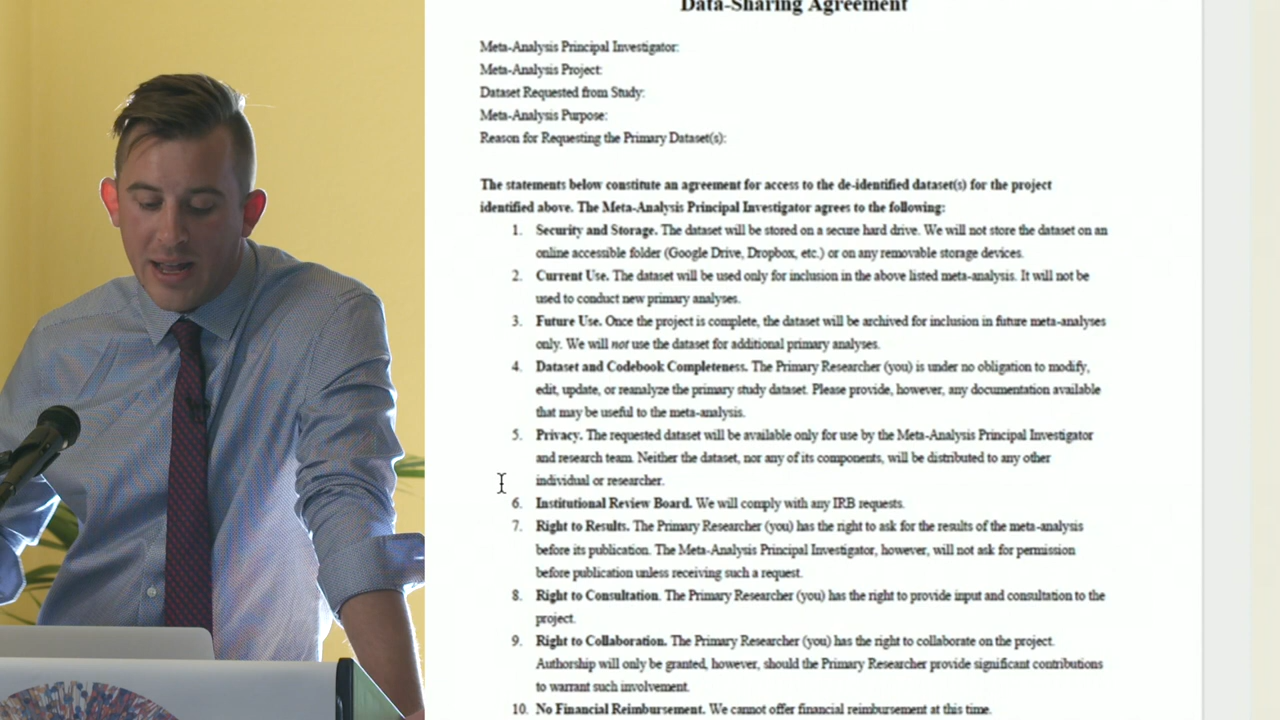 Data-Sharing Agreement
Meta-Analysis Principal Investigator:
Meta-Analysis Project:
Dataset Requested from Study:
Meta-Analysis Purpose:
Reason for Requesting the Primary Dataset(s):
The statements below constitute an agreement for access to the de-identified dataset(s) for the project
identified above. The Meta-Analysis Principal Investigator agrees to the following:
1. Security and Storage. The dataset will be stored on a secure hard drive. We will not store the dataset on an
online accessible folder (Google Drive, Dropbox, etc.) or on any removable storage devices.
2. Current Use. The dataset will be used only for inclusion in the above listed meta-analysis. It will not be
used to conduct new primary analyses.
3. Future Use. Once the project is complete, the dataset will be archived for inclusion in future meta-analyses
only. We will not use the dataset for additional primary analyses.
4. Dataset and Codebook Completeness. The Primary Researcher (you) is under no obligation to modify,
edit, update, or reanalyze the primary study dataset. Please provide, however, any documentation available
that may be useful to the meta-analysis.
5. Privacy. The requested dataset will be available only for use by the Meta-Analysis Principal Investigator
and research team. Neither the dataset, nor any of its components, will be distributed to any other
individual or researcher.
6. Institutional Review Board. We will comply with any IRB requests.
7. Right to Results. The Primary Researcher (you) has the right to ask for the results of the meta-analysis
before its publication. The Meta-Analysis Principal Investigator, however, will not ask for permission
before publication unless receiving such a request.
8. Right to Consultation. The Primary Researcher (you) has the right to provide input and consultation to the
project.
9. Right to Collaboration. The Primary Researcher (you) has the right to collaborate on the project.
Authorship will only be granted, however, should the Primary Researcher provide significant contributions
to warrant such involvement.
10. No Financial Reimbursement. We cannot offer financial reimbursement at this time.